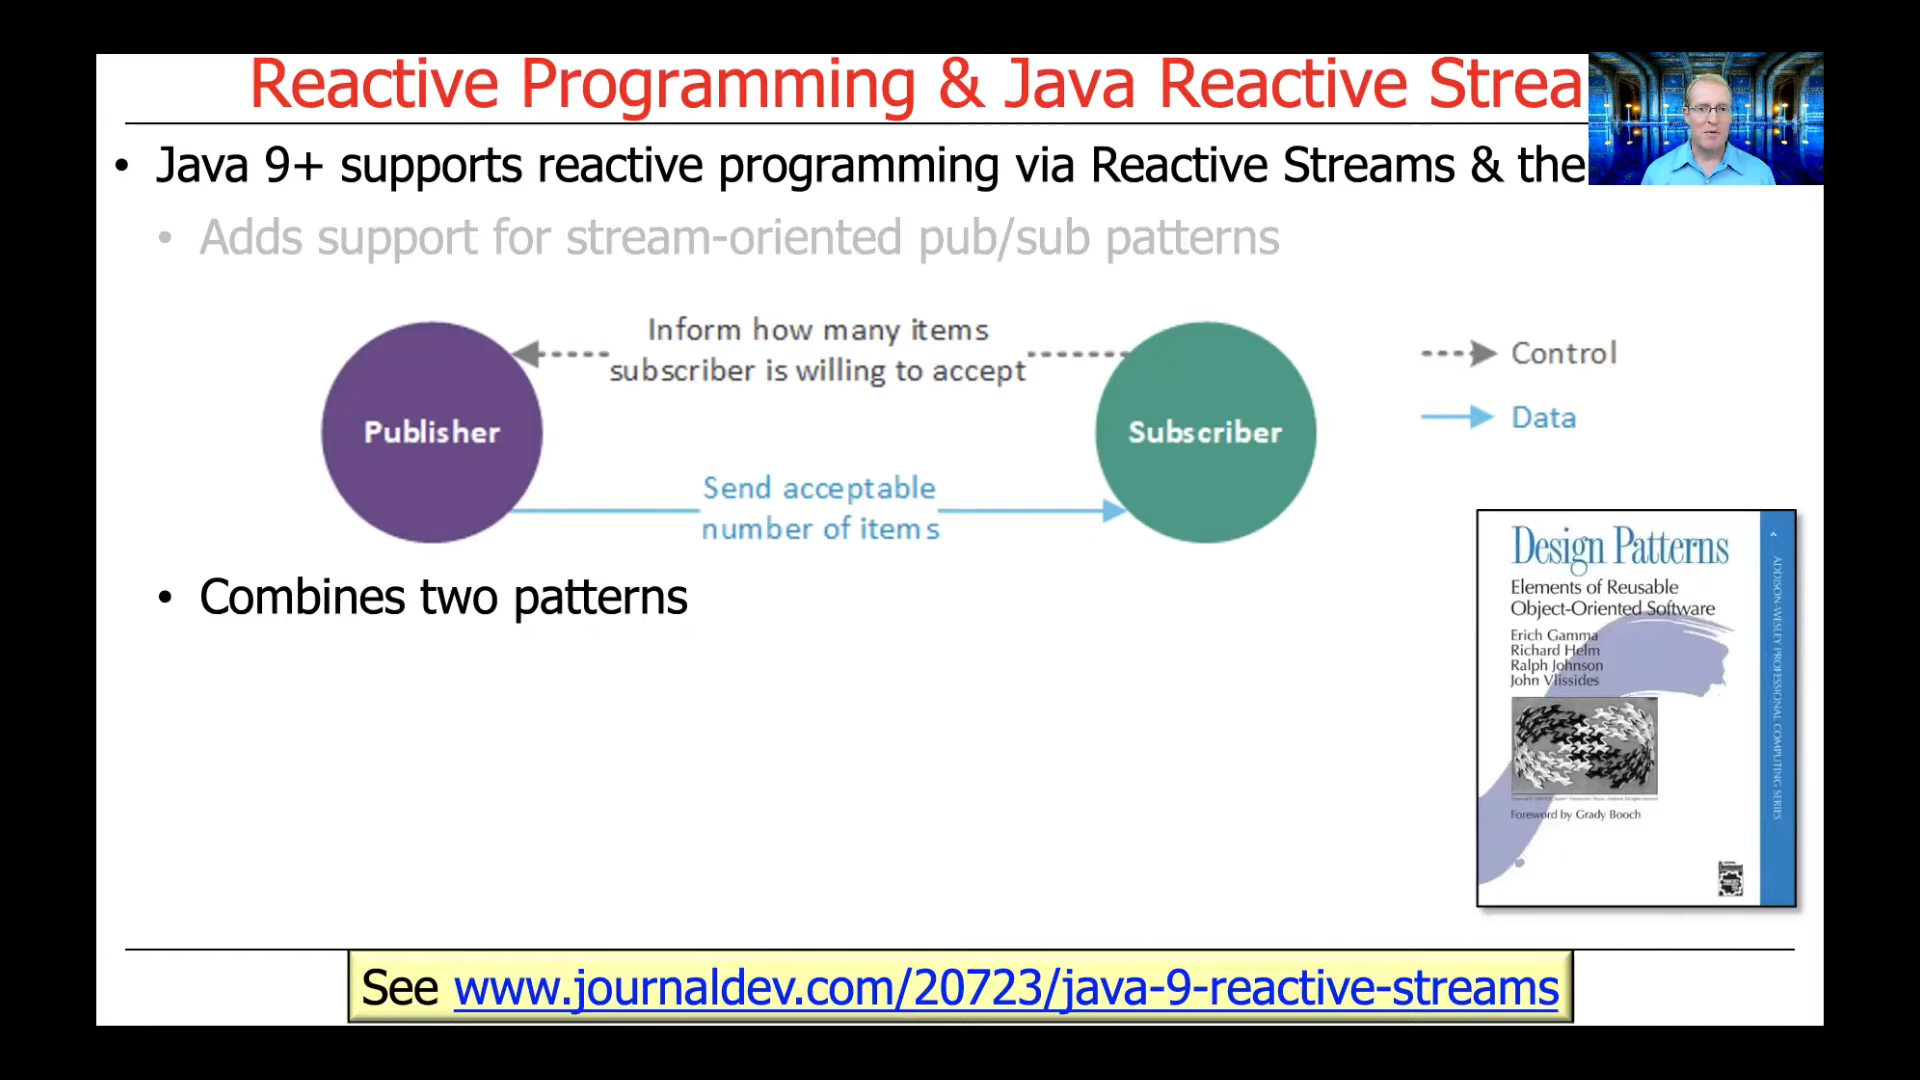 Reactive Programming & Java Reactive Strea
• Java 9+ supports reactive programming via Reactive Streams & the
• Adds support for stream-oriented pub/sub patterns
Inform how many items
subscriber is willing to accept
Publisher
Subscriber
Control
Data
Send acceptable
number of items
• Combines two patterns
Design Patterns
Elements of Reusable
Object-Oriented Software
Erich Gamma
Richard Helm
Ralph Johnson
John Vlissides
Foreword by Grady Booch
ADDISON-WESLEY PROFESSIONAL COMPUTING SERIES
See www.journaldev.com/20723/java-9-reactive-streams